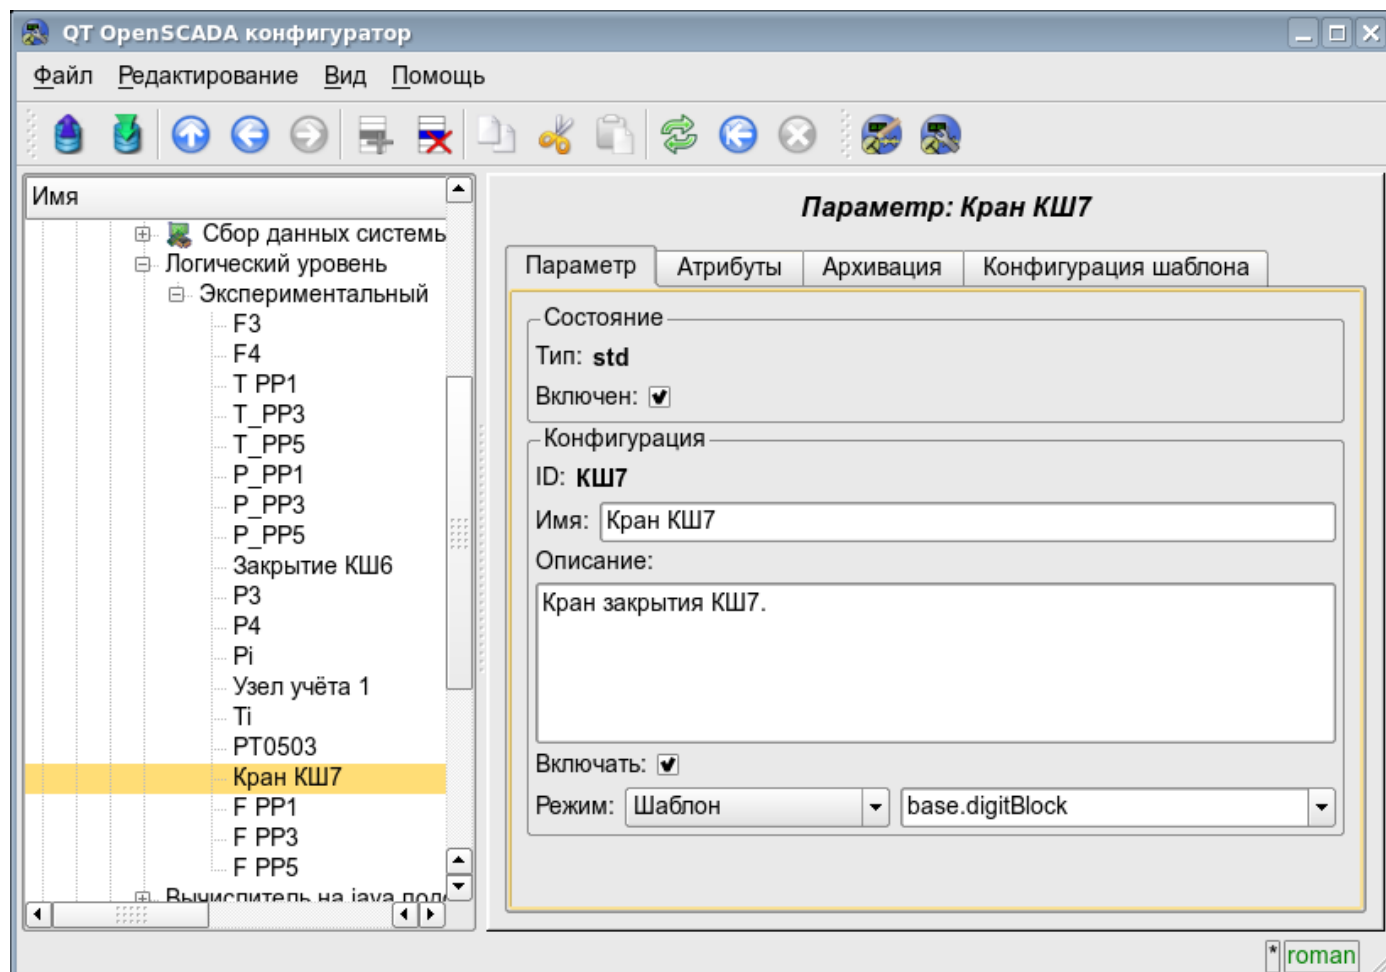 QT OpenSCADA конфигуратор
Файл Редактирование Вид Помощь
Имя
Сбор данных системы
Логический уровень
Экспериментальный
F3
F4
T PP1
T_PP3
T_PP5
P_PP1
P_PP3
P_PP5
Закрытие КШ6
P3
P4
Pi
Узел учёта 1
Ti
PT0503
Кран КШ7
F PP1
F PP3
F PP5
Вычислитель на java
Параметр: Кран КШ7
Параметр Атрибуты Архивация Конфигурация шаблона
Состояние
Тип: std
Включен:
Конфигурация
ID: КШ7
Имя: Кран КШ7
Описание:
Кран закрытия КШ7.
Включать:
Режим: Шаблон base.digitBlock
* roman